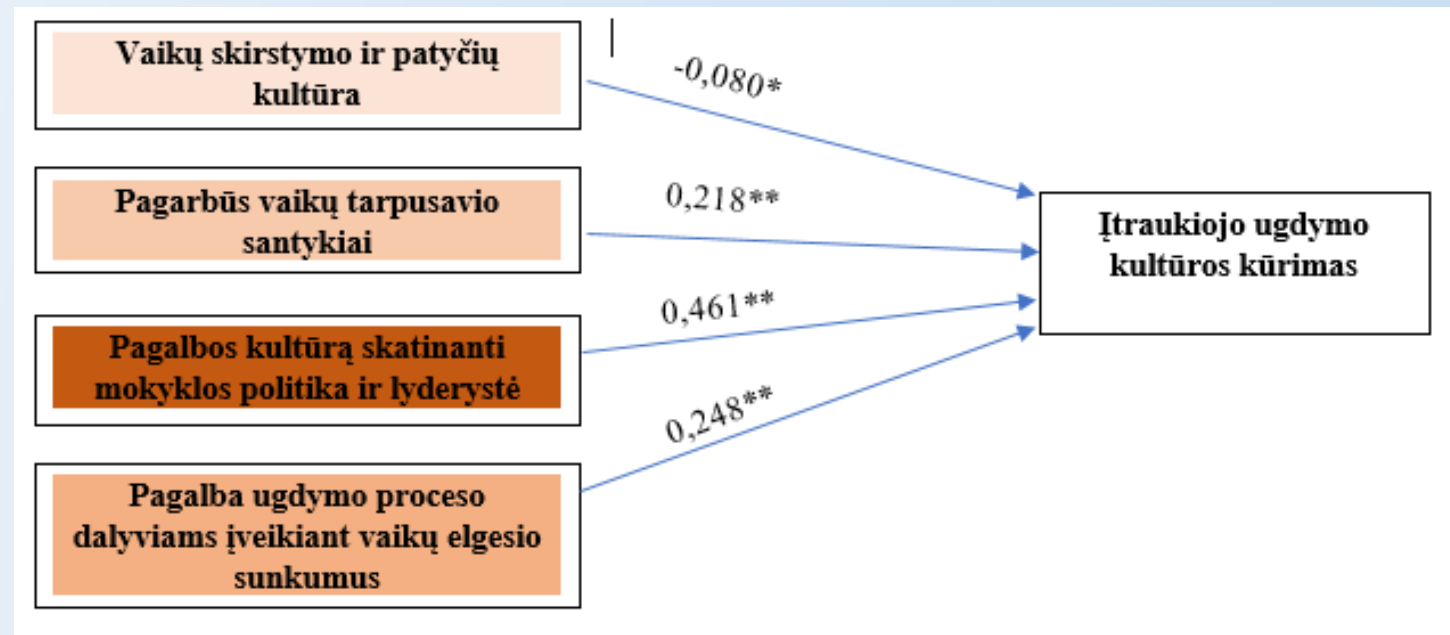 Vaikų skirstymo ir patyčių
kultūra
-0,080*
Pagarbūs vaikų tarpusavio
santykiai
0,218**
Įtraukiojo ugdymo
kultūros kūrimas
Pagalbos kultūrą skatinanti
mokyklos politika ir lyderystė
0,461**
Pagalba ugdymo proceso
dalyviams įveikiant vaikų elgesio
sunkumus
0,248**